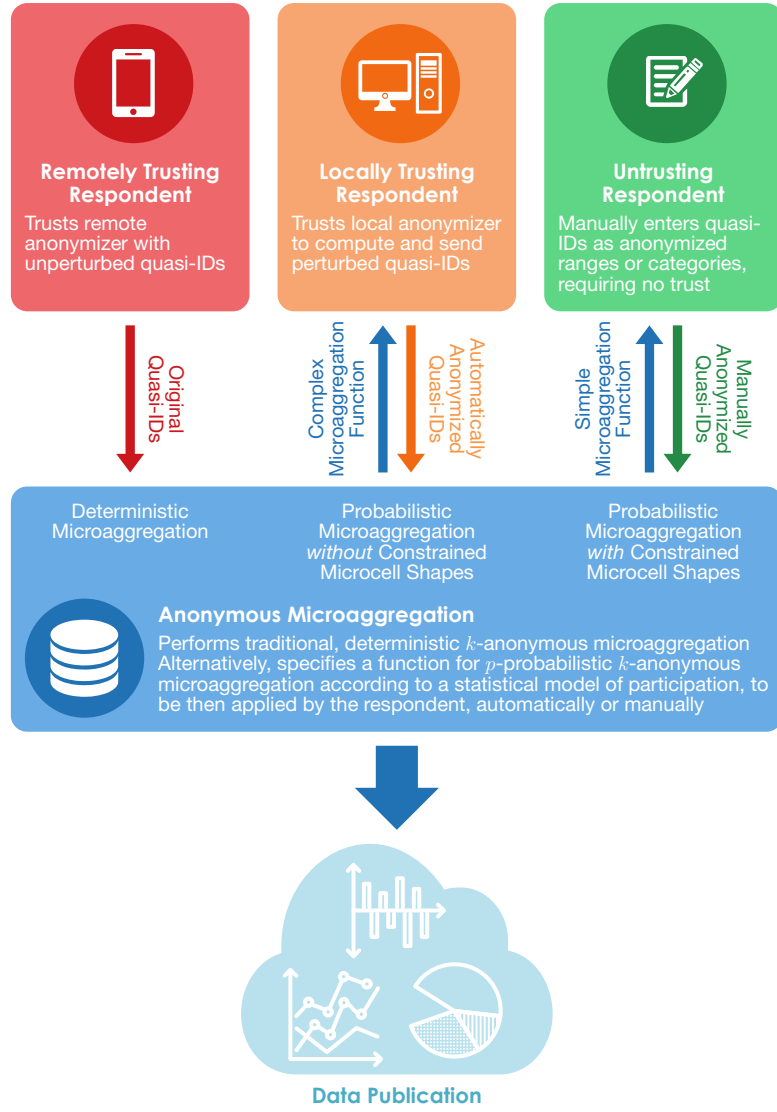 Remotely Trusting
Respondent
Trusts remote
anonymizer with
unperturbed quasi-IDs
Locally Trusting
Respondent
Trusts local anonymizer
to compute and send
perturbed quasi-IDs
Untrusting
Respondent
Manually enters quasi-
IDs as anonymized
ranges or categories,
requiring no trust
Original
Quasi-IDs
Complex
Microaggregation
Function
Automatically
Anonymized
Quasi-IDs
Simple
Microaggregation
Function
Manually
Anonymized
Quasi-IDs
Deterministic
Microaggregation
Probabilistic
Microaggregation
without Constrained
Microcell Shapes
Probabilistic
Microaggregation
with Constrained
Microcell Shapes
Anonymous Microaggregation
Performs traditional, deterministic k-anonymous microaggregation
Alternatively, specifies a function for p-probabilistic k-anonymous
microaggregation according to a statistical model of participation, to
be then applied by the respondent, automatically or manually
Data Publication